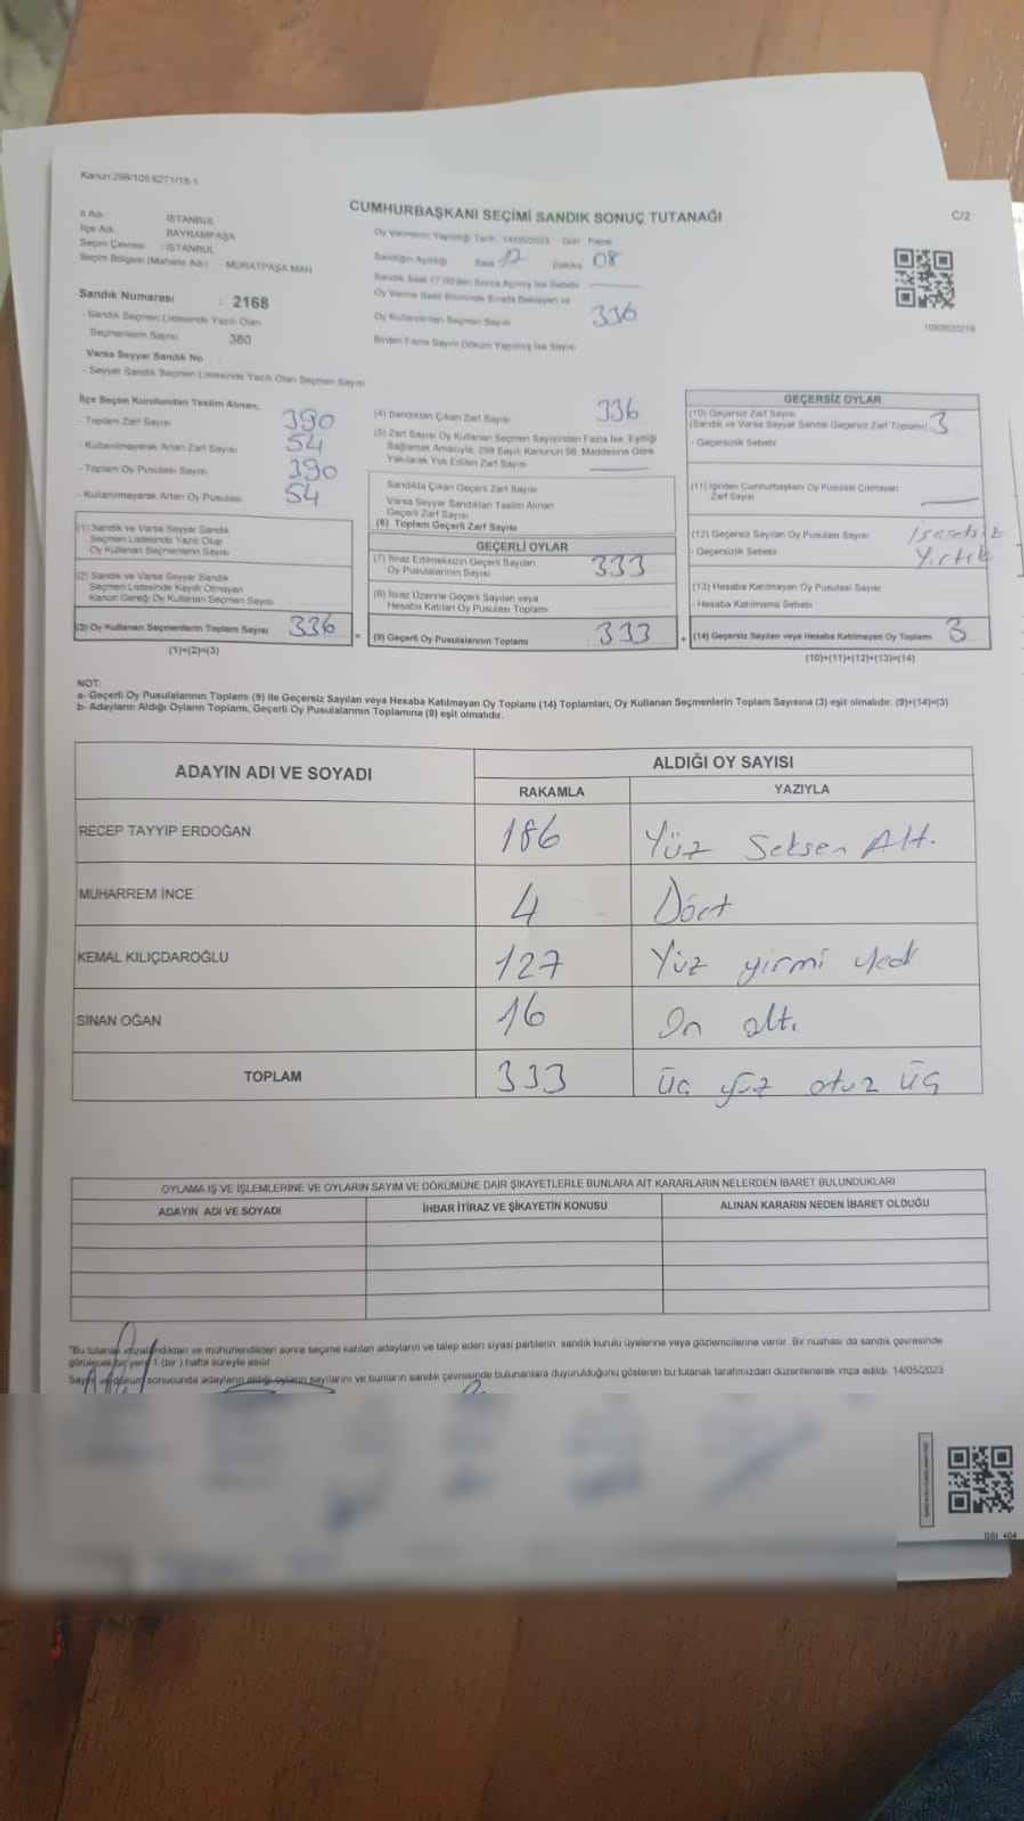 Kanun:298/105 6271/18-1
CUMHURBAŞKANI SEÇİMİ SANDIK SONUÇ TUTANAĞI
C/2
İl Adı : İSTANBUL
İlçe Adı : BAYRAMPAŞA
Seçim Çevresi : İSTANBUL
Seçim Bölgesi (Mahalle Adı) : MURATPAŞA MAH
Oy Vermenin Yapıldığı Tarih: 14/05/2023 Gün: Pazar
Sandığın Açıldığı Saat 17 Dakika 08
Sandık Numarası : 2168
- Sandık Seçmen Listesinde Yazılı Olan
Seçmenlerin Sayısı 380
Varsa Seyyar Sandık No
- Seyyar Sandık Seçmen Listesinde Yazılı Olan Seçmen Sayısı
Oy Kullandırılan Seçmen Sayısı 336
Birden Fazla Sayım Döküm Yapılmış İse Sayısı
İlçe Seçim Kurulundan Teslim Alınan;
- Toplam Zarf Sayısı 390
- Kullanılmayarak Artan Zarf Sayısı 54
- Toplam Oy Pusulası Sayısı 390
- Kullanılmayarak Artan Oy Pusulası 54
(1) Sandık ve Varsa Seyyar Sandık
Seçmen Listesinde Yazılı Olup
Oy Kullanan Seçmenlerin Sayısı
(2) Sandık ve Varsa Seyyar Sandık
Seçmen Listesinde Kayıtlı Olmayan
Kanun Gereği Oy Kullanan Seçmen Sayısı
(3) Oy Kullanan Seçmenlerin Toplam Sayısı 336 =
(1)+(2)=(3)
(4) Sandıktan Çıkan Zarf Sayısı 336
(5) Zarf Sayısı Oy Kullanan Seçmen Sayısından Fazla İse, Eşitliği
Sağlamak Amacıyla, 298 Sayılı Kanunun 98. Maddesine Göre
Yakılarak Yok Edilen Zarf Sayısı
Sandıkta Çıkan Geçerli Zarf Sayısı
Varsa Seyyar Sandıktan Teslim Alınan
Geçerli Zarf Sayısı
(6) Toplam Geçerli Zarf Sayısı
GEÇERLİ OYLAR
(7) İtiraz Edilmeksizin Geçerli Sayılan
Oy Pusulalarının Sayısı 333
(8) İtiraz Üzerine Geçerli Sayılan veya
Hesaba Katılan Oy Pusulası Toplamı
(9) Geçerli Oy Pusulalarının Toplamı 333 +
GEÇERSİZ OYLAR
(10) Geçersiz Zarf Sayısı
(Sandık ve Varsa Seyyar Sandık Geçersiz Zarf Toplamı) 3
- Geçersizlik Sebebi
(11) İçinden Cumhurbaşkanı Oy Pusulası Çıkmayan
Zarf Sayısı
(12) Geçersiz Sayılan Oy Pusulası Sayısı
- Geçersizlik Sebebi Yırtık
(13) Hesaba Katılmayan Oy Pusulası Sayısı
- Hesaba Katılmama Sebebi
(14) Geçersiz Sayılan veya Hesaba Katılmayan Oy Toplamı 3
(10)+(11)+(12)+(13)=(14)
NOT:
a- Geçerli Oy Pusulalarının Toplamı (9) ile Geçersiz Sayılan veya Hesaba Katılmayan Oy Toplamı (14) Toplamları, Oy Kullanan Seçmenlerin Toplam Sayısına (3) eşit olmalıdır. (9)+(14)=(3)
b- Adayların Aldığı Oyların Toplamı, Geçerli Oy Pusulalarının Toplamına (9) eşit olmalıdır.
ADAYIN ADI VE SOYADI
ALDIĞI OY SAYISI
RAKAMLA YAZIYLA
RECEP TAYYİP ERDOĞAN 186 Yüz Seksen Altı
MUHARREM İNCE 4 Dört
KEMAL KILIÇDAROĞLU 127 Yüz yirmi yedi
SİNAN OĞAN 16 On altı
TOPLAM 333 üç yüz otuz üç
OYLAMA İŞ VE İŞLEMLERİNE VE OYLARIN SAYIM VE DÖKÜMÜNE DAİR ŞİKAYETLERLE BUNLARA AİT KARARLARIN NELERDEN İBARET BULUNDUKLARI
ADAYIN ADI VE SOYADI İHBAR İTİRAZ VE ŞİKAYETİN KONUSU ALINAN KARARIN NEDEN İBARET OLDUĞU
"Bu tutanak imzalandıktan ve mühürlendikten sonra seçime katılan adayların ve talep eden siyasi partilerin sandık kurulu üyelerine veya gözlemcilerine verilir. Bir nüshası da sandık çevresinde
görülecek bir yere 1 (bir ) hafta süreyle asılır
Sayım ve döküm sonucunda adayların aldığı oyların sayılarını ve bunların sandık çevresinde bulunanlara duyurulduğunu gösteren bu tutanak tarafımızdan düzenlenerek imza edildi. 14/05/2023